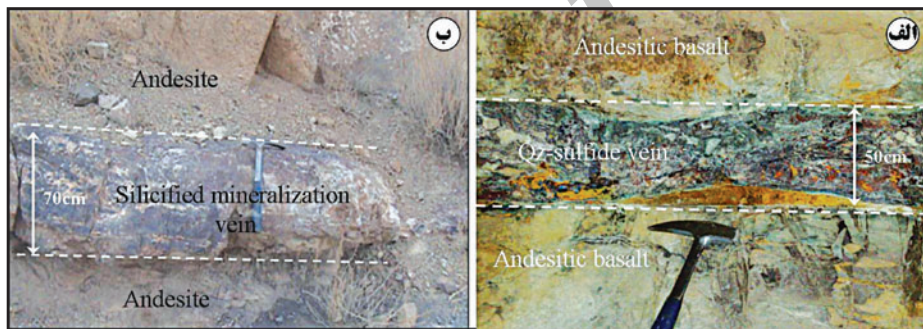 ب
Andesite
70cm
Silicified mineralization
vein
Andesite
الف
Andesitic basalt
Qz-sulfide vein
50cm
Andesitic basalt